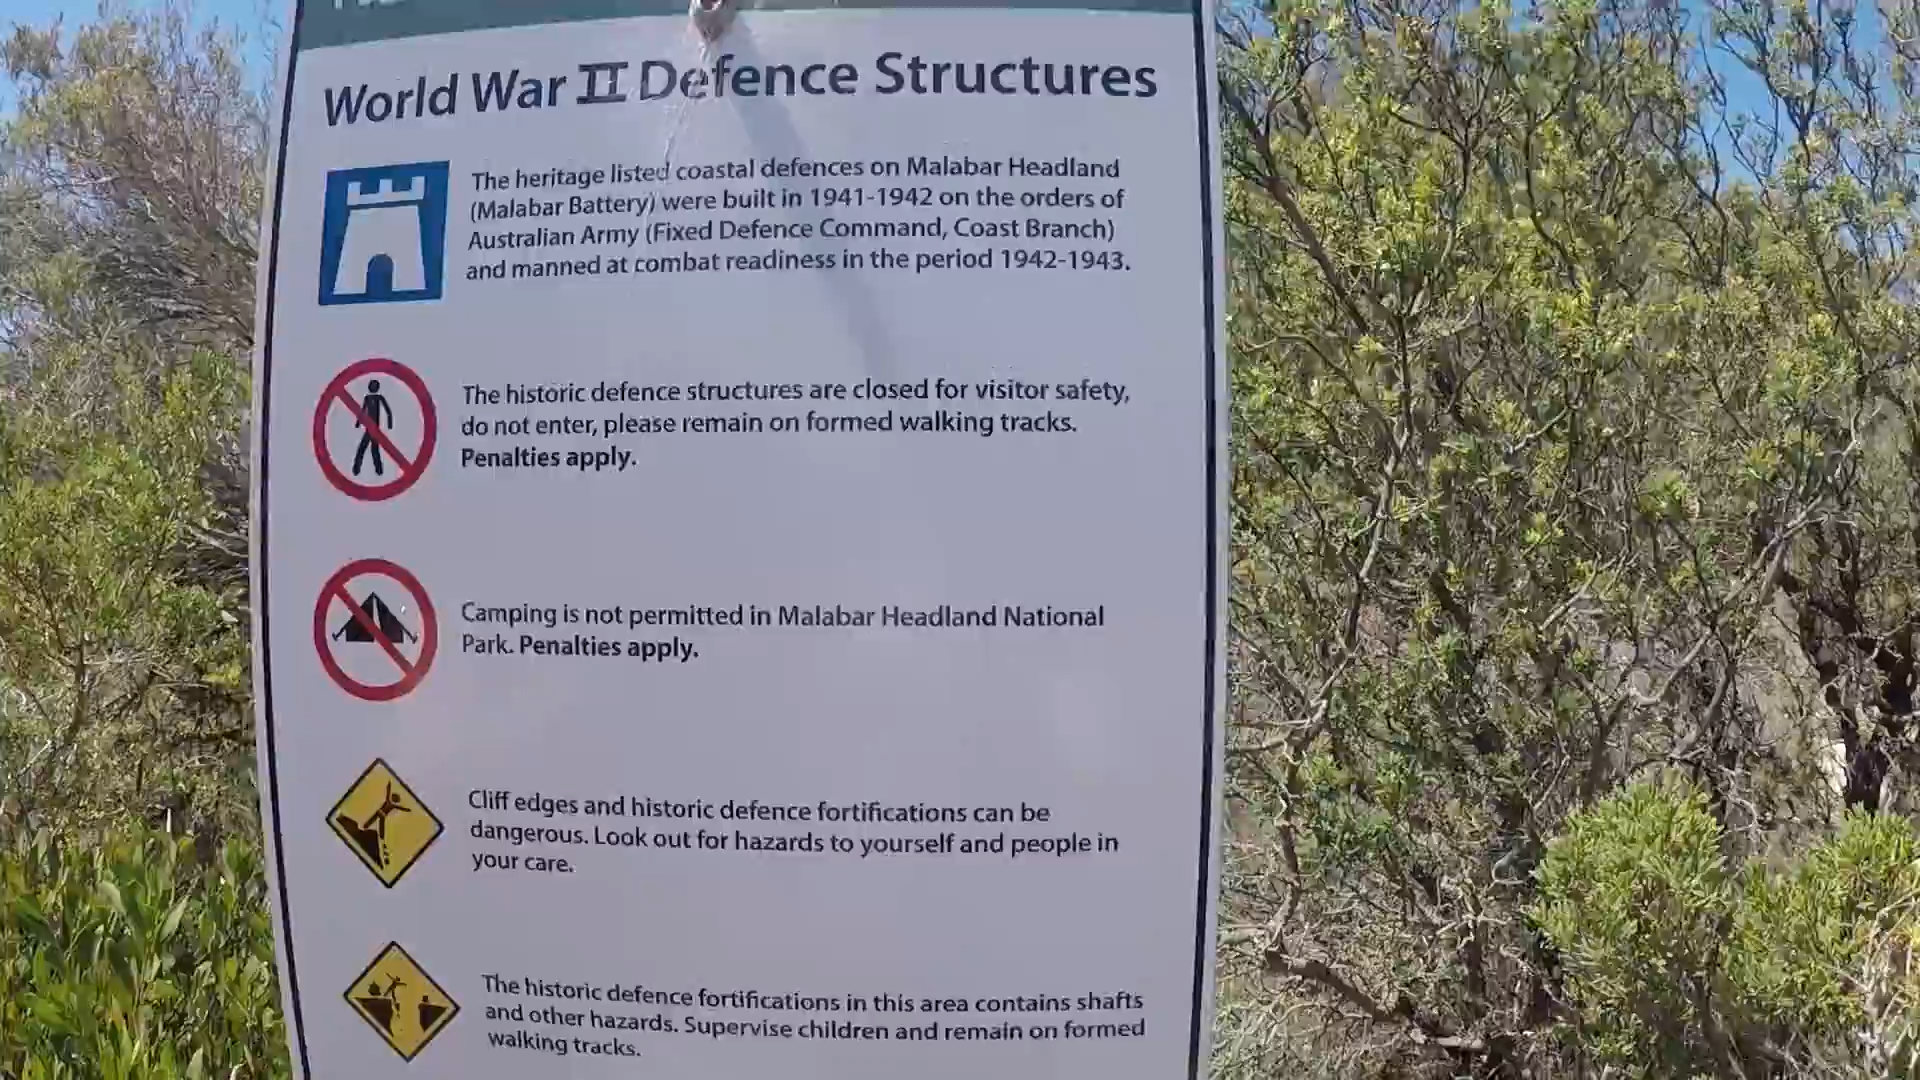 World War II Defence Structures
The heritage listed coastal defences on Malabar Headland
(Malabar Battery) were built in 1941-1942 on the orders of
Australian Army (Fixed Defence Command, Coast Branch)
and manned at combat readiness in the period 1942-1943.
The historic defence structures are closed for visitor safety,
do not enter, please remain on formed walking tracks.
Penalties apply.
Camping is not permitted in Malabar Headland National
Park. Penalties apply.
Cliff edges and historic defence fortifications can be
dangerous. Look out for hazards to yourself and people in
your care.
The historic defence fortifications in this area contains shafts
and other hazards. Supervise children and remain on formed
walking tracks.